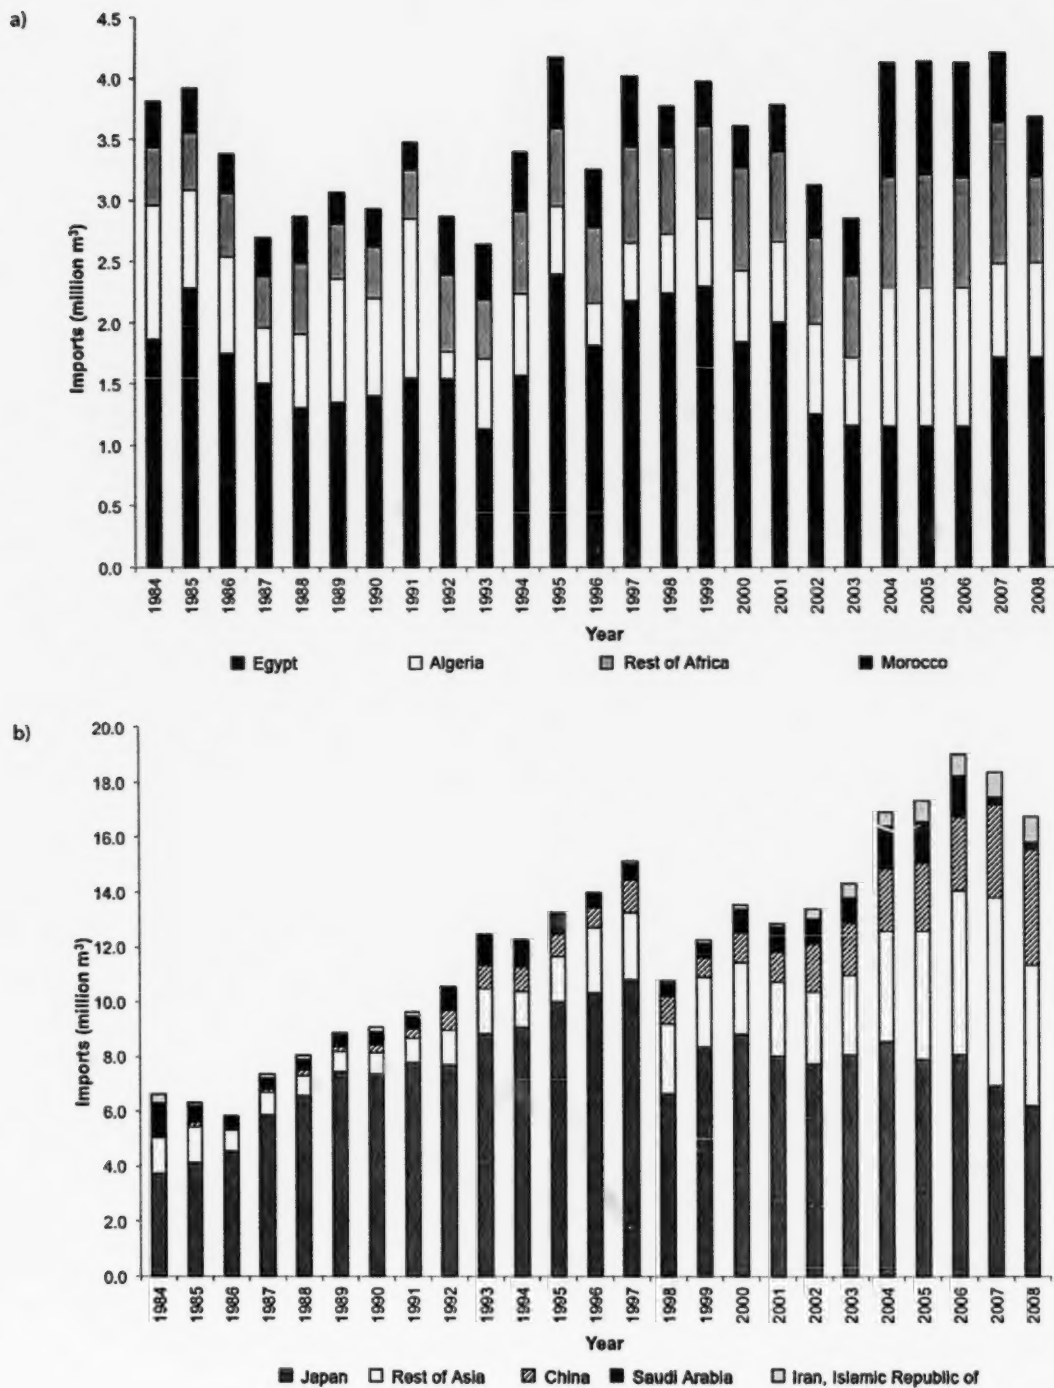 a)
Imports (million m³)
4.5
4.0
3.5
3.0
2.5
2.0
1.5
1.0
0.5
0.0
1984 1985 1986 1987 1988 1989 1990 1991 1992 1993 1994 1995 1996 1997 1998 1999 2000 2001 2002 2003 2004 2005 2006 2007 2008
Year
Egypt Algeria Rest of Africa Morocco
b)
Imports (million m³)
20.0
18.0
16.0
14.0
12.0
10.0
8.0
6.0
4.0
2.0
0.0
1984 1985 1986 1987 1988 1989 1990 1991 1992 1993 1994 1995 1996 1997 1998 1999 2000 2001 2002 2003 2004 2005 2006 2007 2008
Year
Japan Rest of Asia China Saudi Arabia Iran, Islamic Republic of